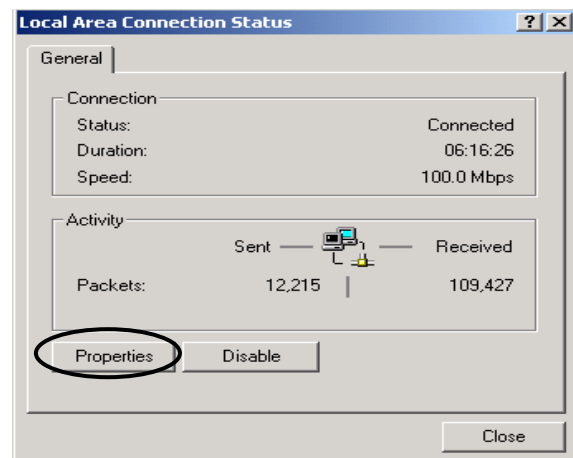 Local Area Connection Status
General
Connection
Status: Connected
Duration: 06:16:26
Speed: 100.0 Mbps
Activity
Sent Received
Packets: 12,215 109,427
Properties Disable
Close